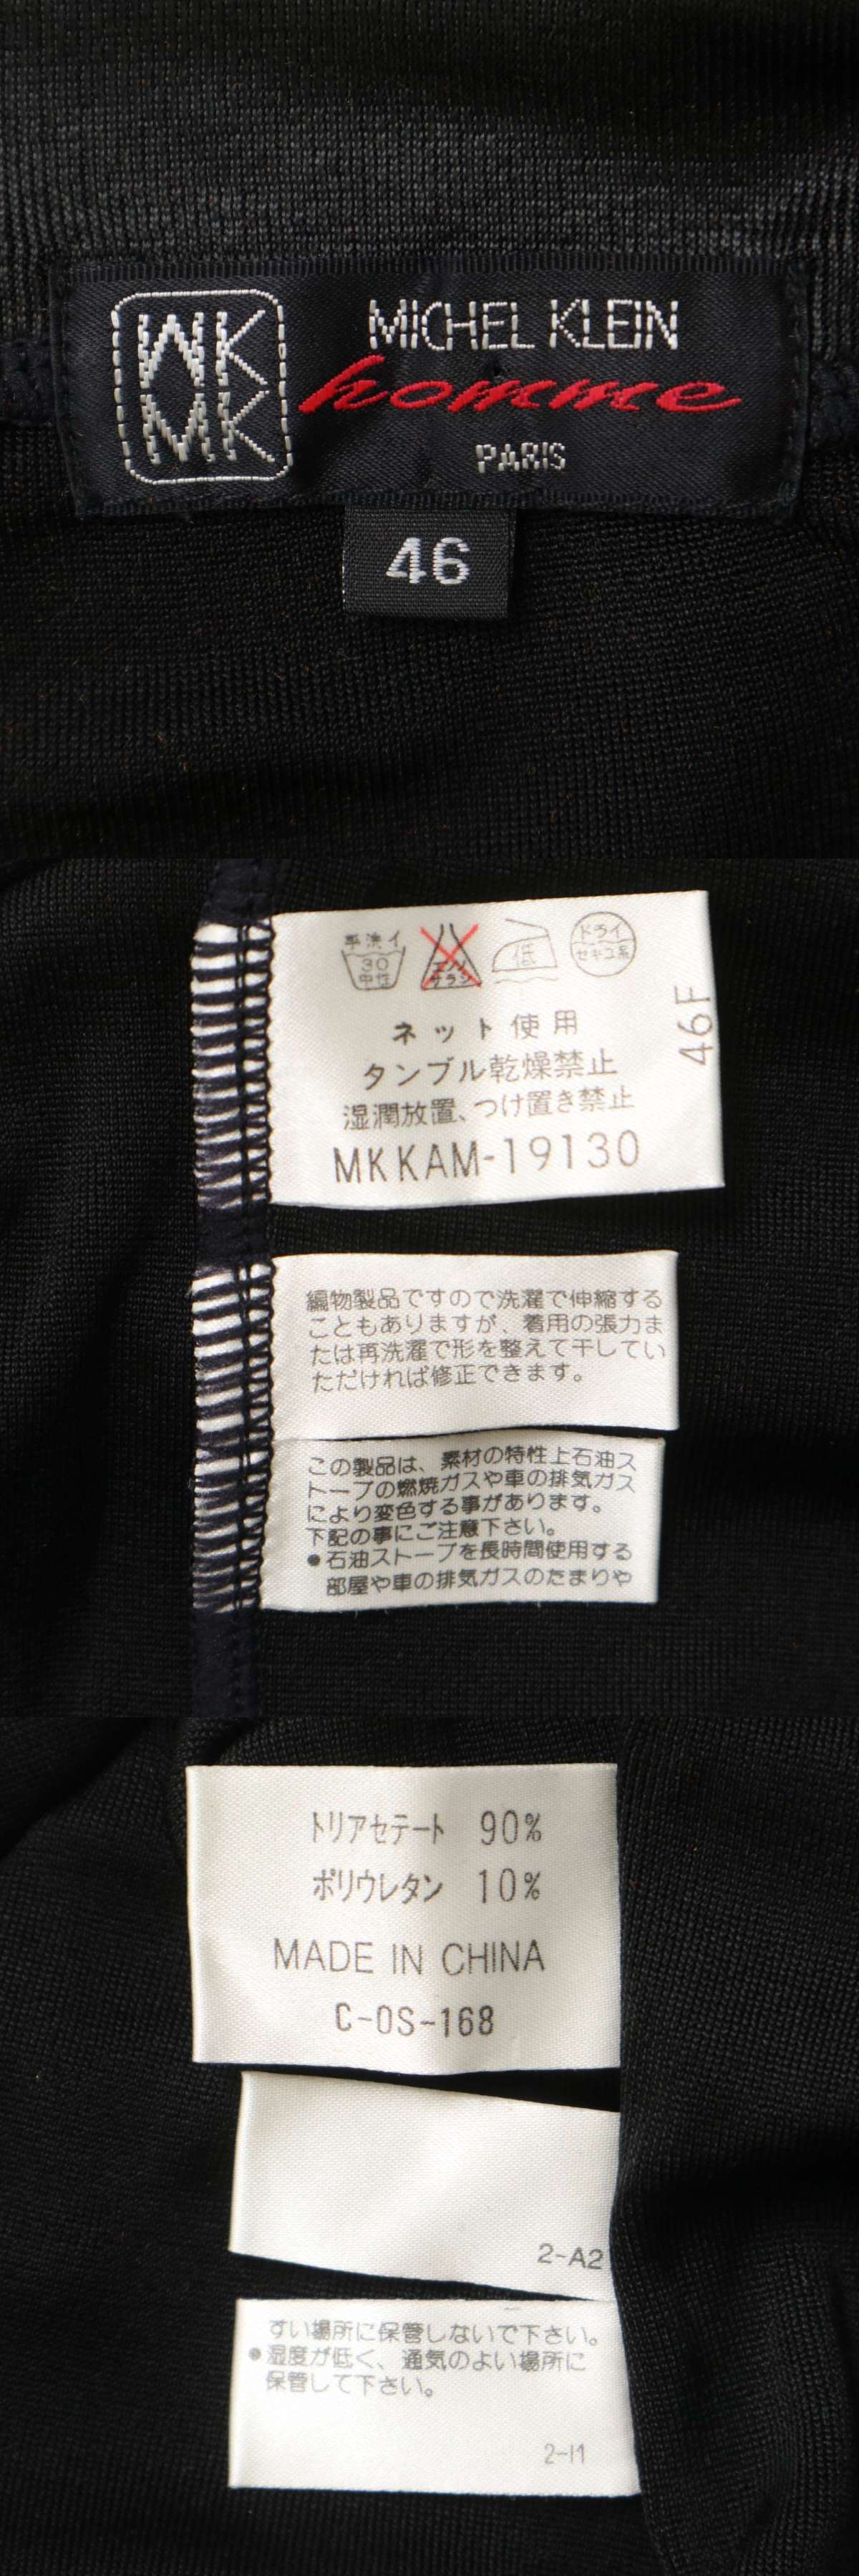 MK
MK
MICHEL KLEIN
homme
PARIS
46
手洗イ
30
中性
エンソ
サラシ
低
ドライ
セキユ系
ネット使用
タンブル乾燥禁止
湿潤放置、つけ置き禁止
MKKAM-19130
46F
編物製品ですので洗濯で伸縮する
こともありますが、着用の張力ま
たは再洗濯で形を整えて干してい
ただければ修正できます。
この製品は、素材の特性上石油ス
トーブの燃焼ガスや車の排気ガス
により変色する事があります。
下記の事にご注意下さい。
●石油ストーブを長時間使用する
部屋や車の排気ガスのたまりや
トリアセテート 90%
ポリウレタン 10%
MADE IN CHINA
C-OS-168
2-A2
すい場所に保管しないで下さい。
●湿度が低く、通気のよい場所に
保管して下さい。
2-I1